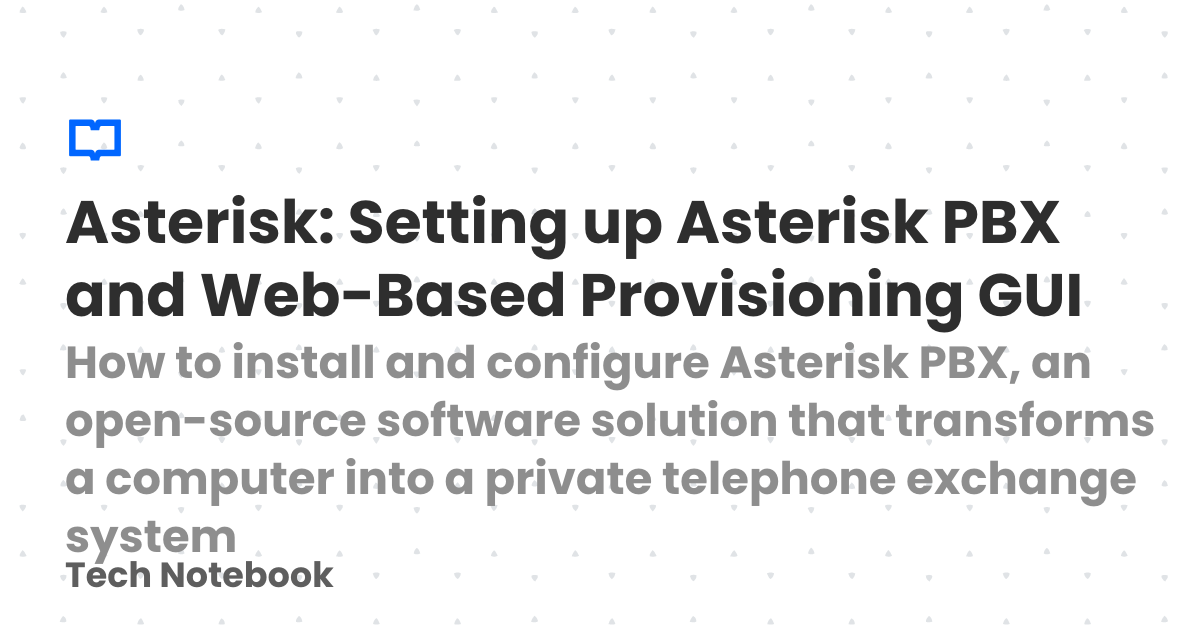 Asterisk: Setting up Asterisk PBX
and Web-Based Provisioning GUI
How to install and configure Asterisk PBX, an
open-source software solution that transforms
a computer into a private telephone exchange
system
Tech Notebook